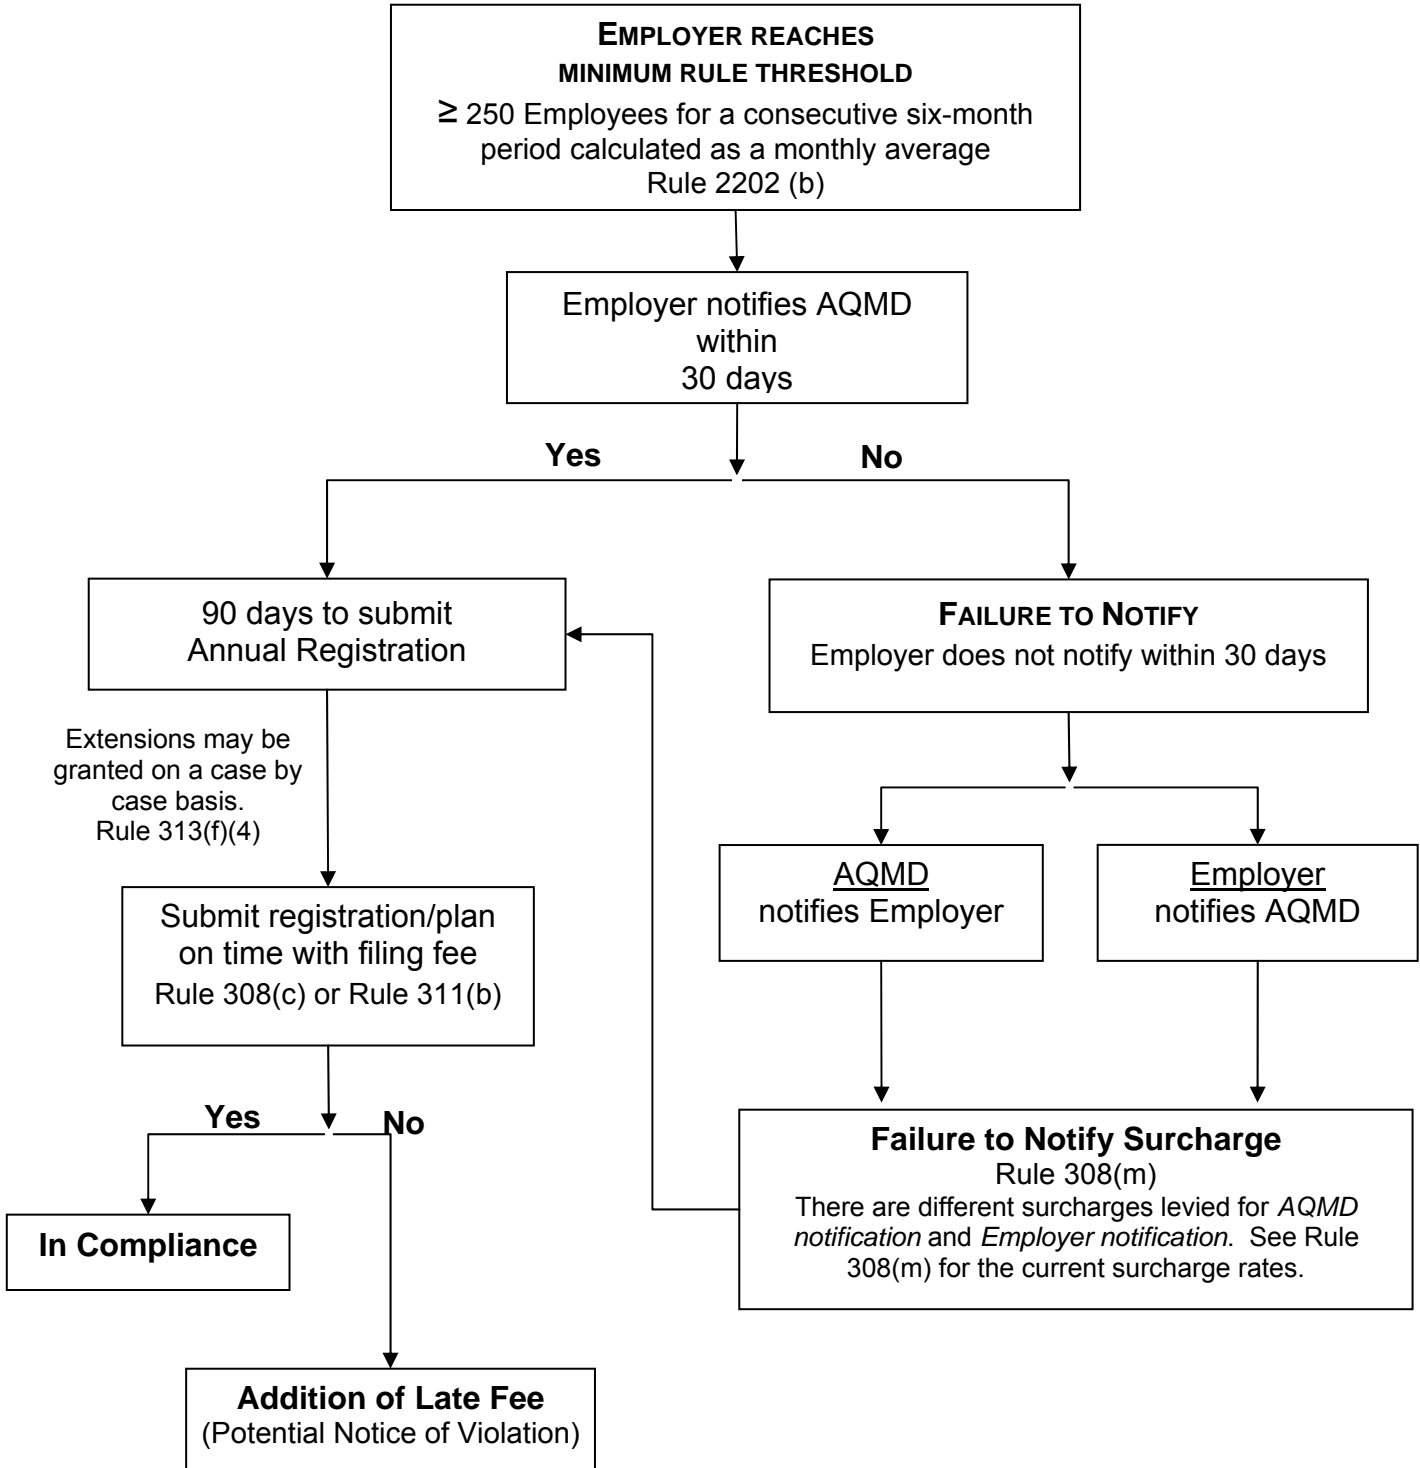 EMPLOYER REACHES
MINIMUM RULE THRESHOLD
≥ 250 Employees for a consecutive six-month
period calculated as a monthly average
Rule 2202 (b)
Employer notifies AQMD
within
30 days
Yes
No
90 days to submit
Annual Registration
FAILURE TO NOTIFY
Employer does not notify within 30 days
Extensions may be
granted on a case by
case basis.
Rule 313(f)(4)
AQMD
notifies Employer
Employer
notifies AQMD
Submit registration/plan
on time with filing fee
Rule 308(c) or Rule 311(b)
Yes
No
Failure to Notify Surcharge
Rule 308(m)
There are different surcharges levied for AQMD
notification and Employer notification. See Rule
308(m) for the current surcharge rates.
In Compliance
Addition of Late Fee
(Potential Notice of Violation)